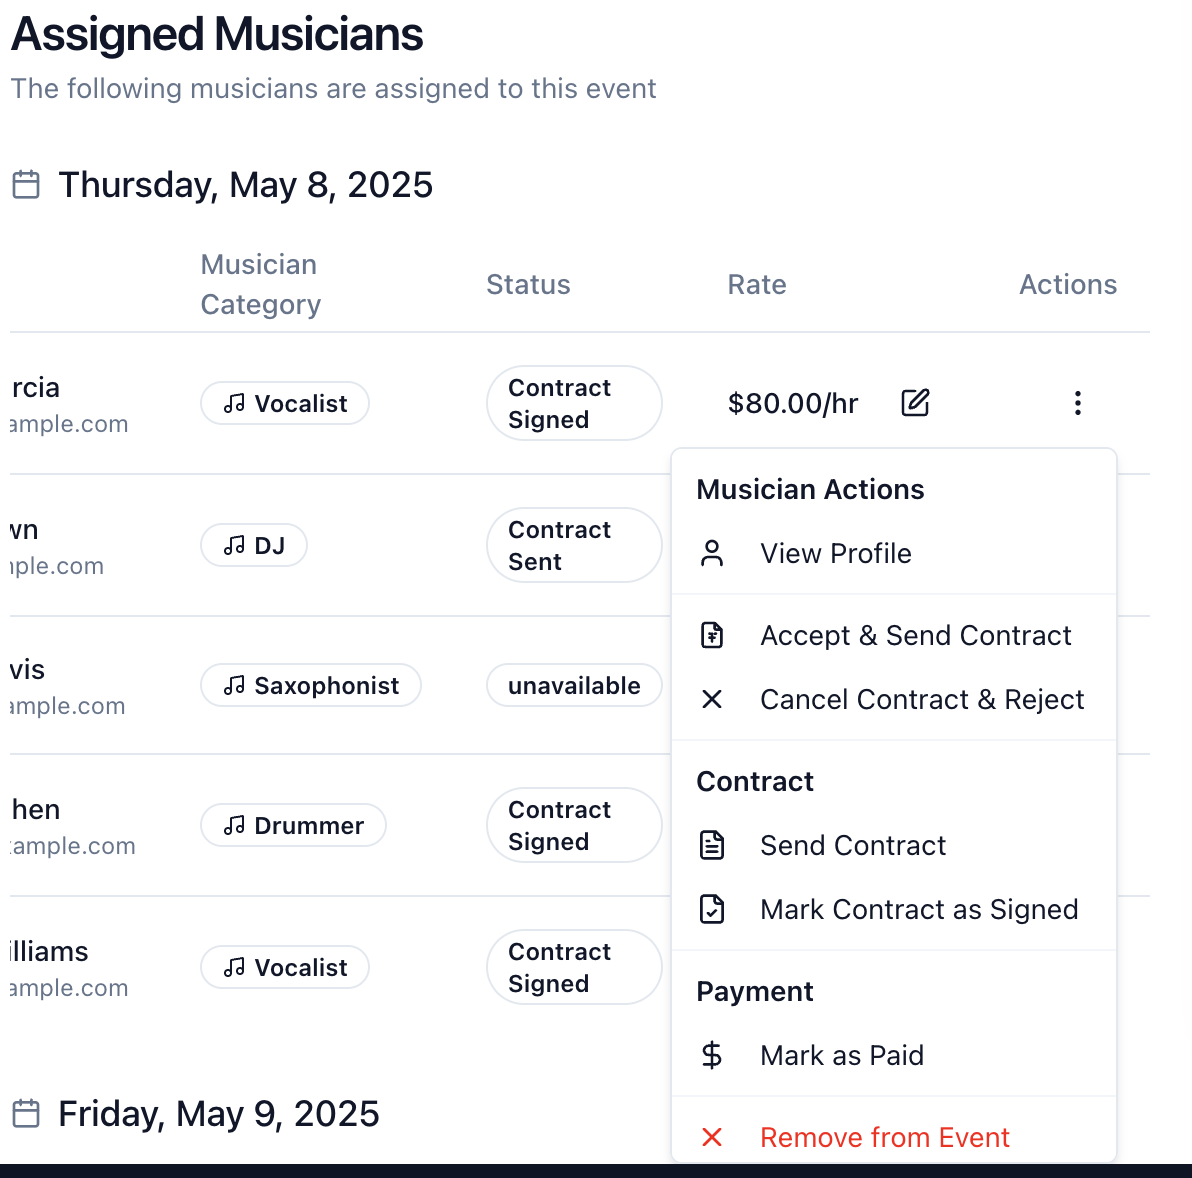 Assigned Musicians
The following musicians are assigned to this event
Thursday, May 8, 2025
Musician
Category
Status
Rate
Actions
rcia
ample.com
Vocalist
Contract
Signed
$80.00/hr
wn
nple.com
DJ
Contract
Sent
vis
ample.com
Saxophonist
unavailable
hen
ample.com
Drummer
Contract
Signed
illiams
ample.com
Vocalist
Contract
Signed
Musician Actions
View Profile
Accept & Send Contract
Cancel Contract & Reject
Contract
Send Contract
Mark Contract as Signed
Payment
Mark as Paid
Remove from Event
Friday, May 9, 2025